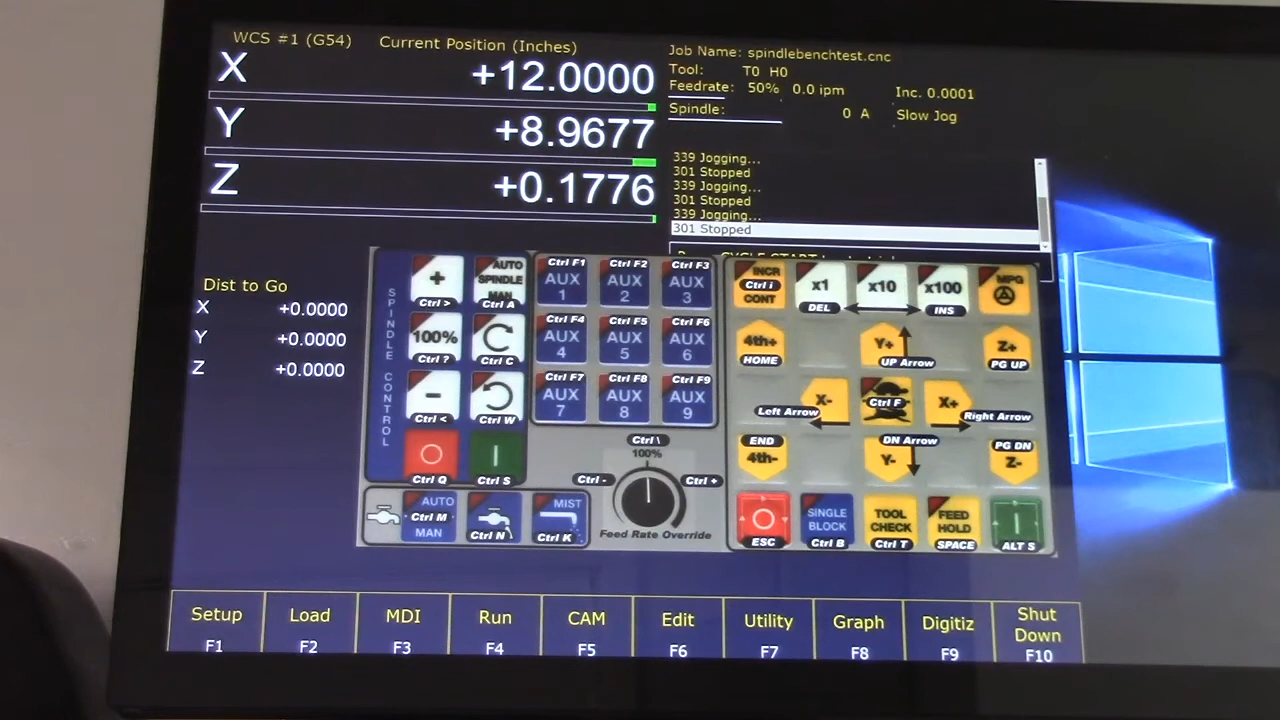 WCS #1 (G54) Current Position (Inches)
X +12.0000
Y +8.9677
Z +0.1776
Job Name: spindlebenchtest.cnc
Tool: T0 H0
Feedrate: 50% 0.0 ipm Inc. 0.0001
Spindle: 0 A Slow Jog
339 Jogging...
301 Stopped
339 Jogging...
301 Stopped
339 Jogging...
301 Stopped
CYCLE START
Dist to Go
X +0.0000
Y +0.0000
Z +0.0000
SPINDLE CONTROL
+
Ctrl >
AUTO
SPINDLE
MAN
Ctrl A
100%
Ctrl ?
Ctrl C
-
Ctrl <
Ctrl W
Ctrl Q
Ctrl S
AUTO
Ctrl M
MAN
Ctrl N
MIST
Ctrl K
Ctrl F1
AUX
1
Ctrl F2
AUX
2
Ctrl F3
AUX
3
Ctrl F4
AUX
4
Ctrl F5
AUX
5
Ctrl F6
AUX
6
Ctrl F7
AUX
7
Ctrl F8
AUX
8
Ctrl F9
AUX
9
Ctrl \
100%
Ctrl -
Ctrl +
Feed Rate Override
INCR
Ctrl i
CONT
x1
DEL
x10
x100
INS
MPG
4th+
HOME
Y+
UP Arrow
Z+
PG UP
X-
Left Arrow
Ctrl F
X+
Right Arrow
END
4th-
DN Arrow
Y-
PG DN
Z-
ESC
SINGLE
BLOCK
Ctrl B
TOOL
CHECK
Ctrl T
FEED
HOLD
SPACE
ALT S
Setup
F1
Load
F2
MDI
F3
Run
F4
CAM
F5
Edit
F6
Utility
F7
Graph
F8
Digitiz
F9
Shut
Down
F10